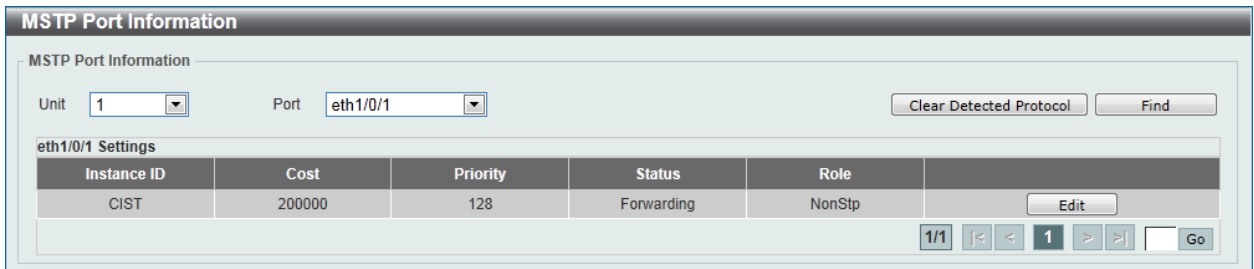 MSTP Port Information
MSTP Port Information
Unit 1 Port eth1/0/1 Clear Detected Protocol Find
eth1/0/1 Settings
Instance ID Cost Priority Status Role
CIST 200000 128 Forwarding NonStp Edit
1/1 |< < 1 > >| Go